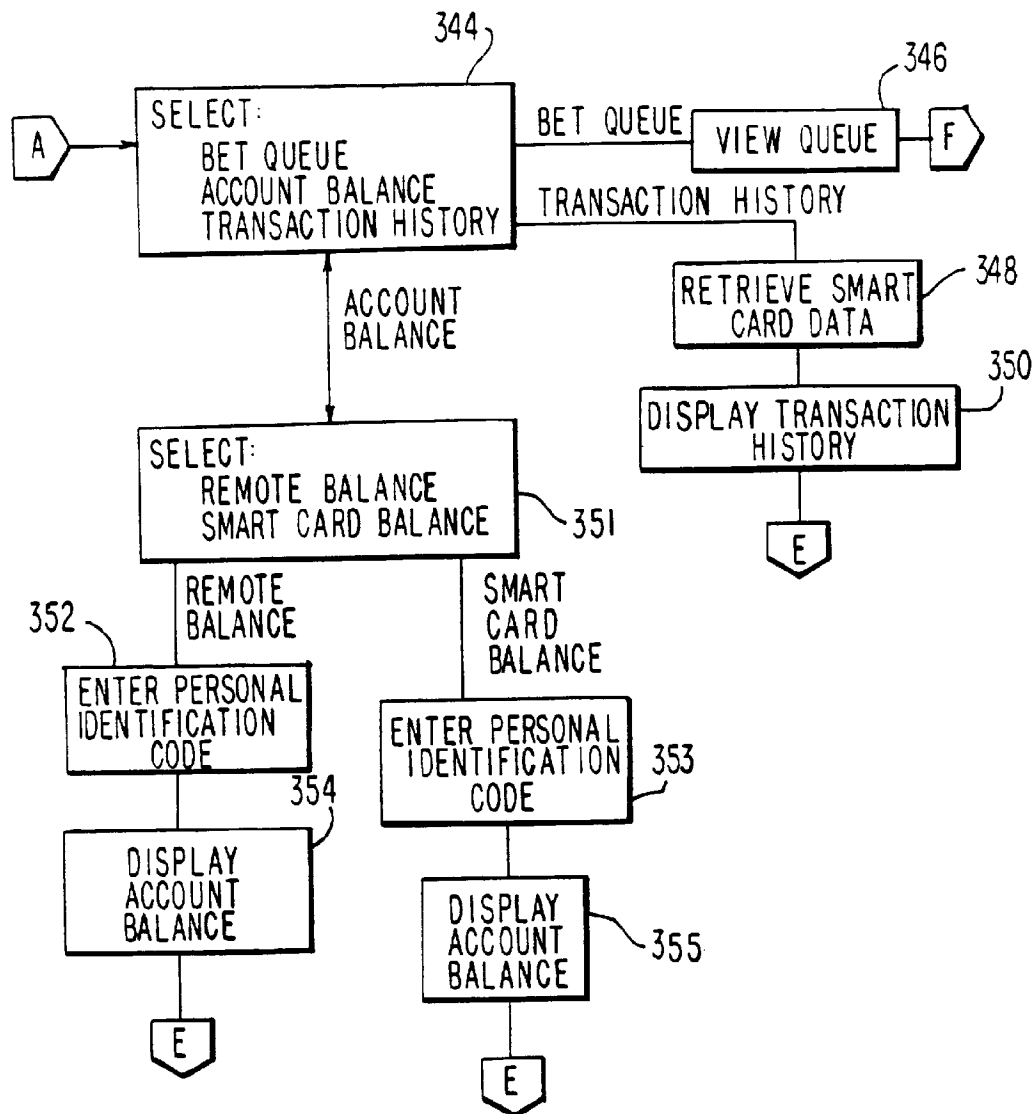 344
346
A
SELECT:
BET QUEUE
ACCOUNT BALANCE
TRANSACTION HISTORY
BET QUEUE
VIEW QUEUE
F
TRANSACTION HISTORY
348
RETRIEVE SMART
CARD DATA
ACCOUNT
BALANCE
350
DISPLAY TRANSACTION
HISTORY
E
SELECT:
REMOTE BALANCE
SMART CARD BALANCE
351
REMOTE
BALANCE
SMART
CARD
BALANCE
352
ENTER PERSONAL
IDENTIFICATION
CODE
ENTER PERSONAL
IDENTIFICATION
CODE
353
354
DISPLAY
ACCOUNT
BALANCE
DISPLAY
ACCOUNT
BALANCE
355
E
E